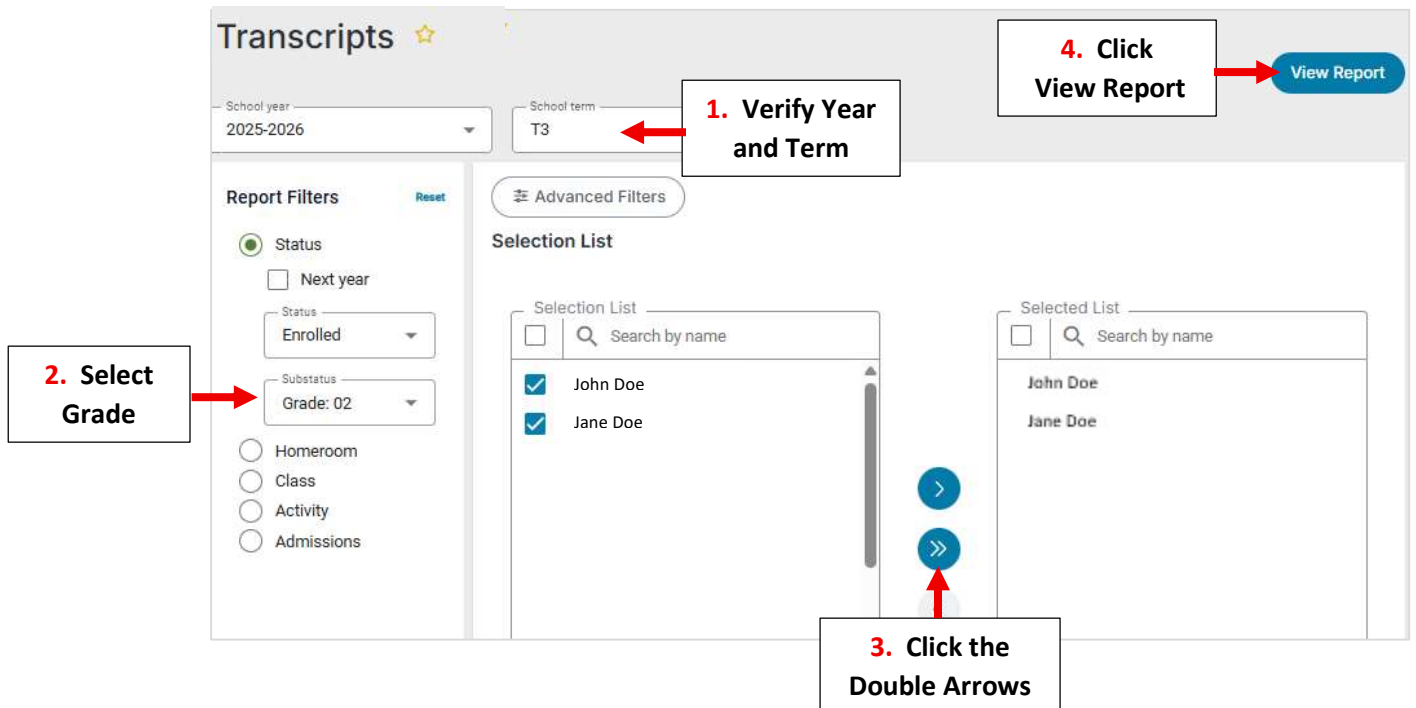 Transcripts
4. Click
View Report
View Report
School year
2025-2026
School term
T3
1. Verify Year
and Term
Report Filters
Reset
Status
Next year
Status
Enrolled
2. Select
Grade
Substatus
Grade: 02
Homeroom
Class
Activity
Admissions
Advanced Filters
Selection List
Selection List
Search by name
John Doe
Jane Doe
Selected List
Search by name
John Doe
Jane Doe
3. Click the
Double Arrows